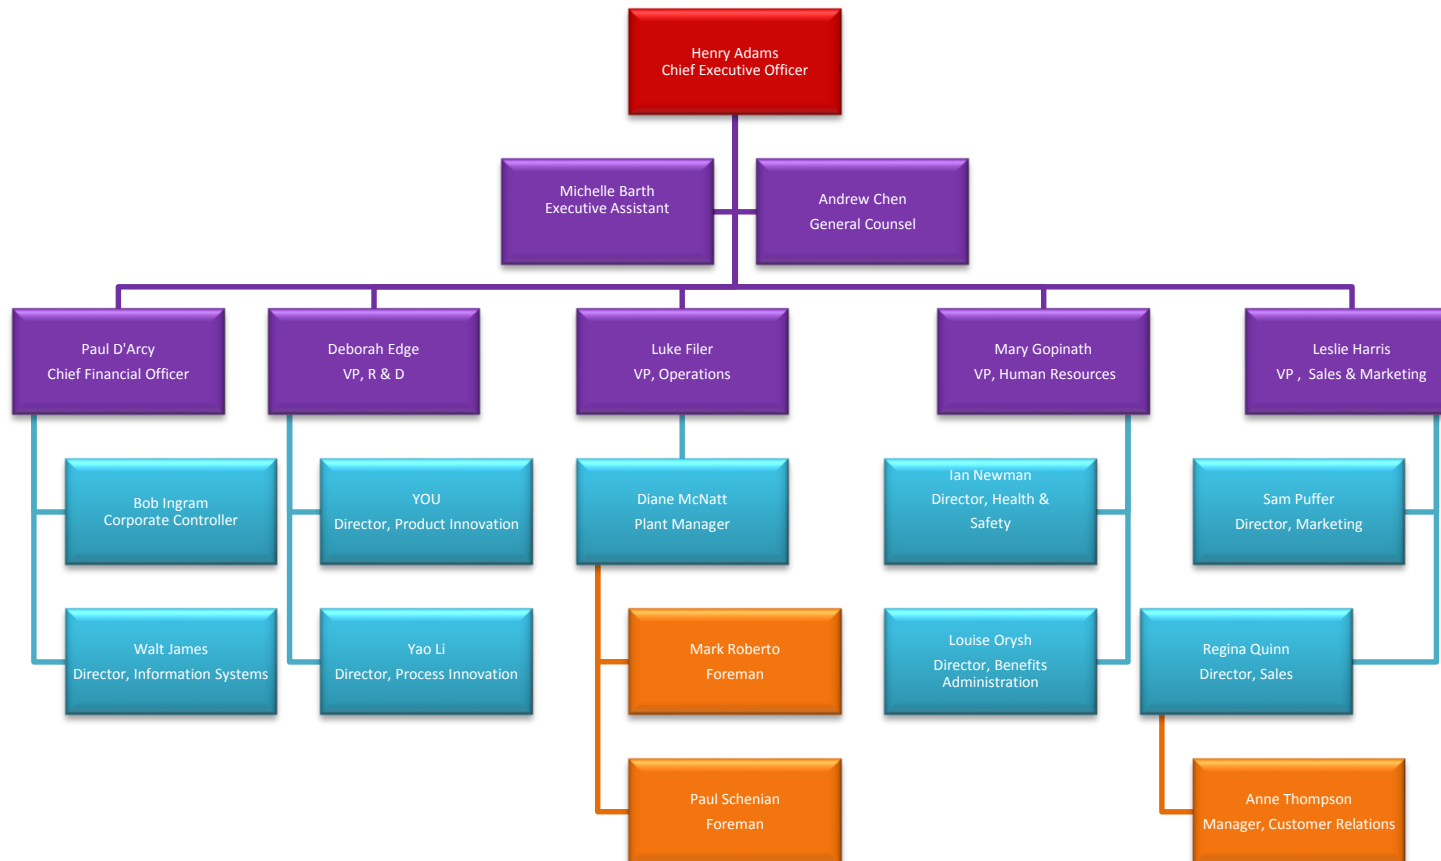 Henry Adams
Chief Executive Officer
Michelle Barth
Executive Assistant
Andrew Chen
General Counsel
Paul D'Arcy
Chief Financial Officer
Deborah Edge
VP, R & D
Luke Filer
VP, Operations
Mary Gopinath
VP, Human Resources
Leslie Harris
VP , Sales & Marketing
Bob Ingram
Corporate Controller
YOU
Director, Product Innovation
Diane McNatt
Plant Manager
Ian Newman
Director, Health &
Safety
Sam Puffer
Director, Marketing
Walt James
Director, Information Systems
Yao Li
Director, Process Innovation
Mark Roberto
Foreman
Louise Orysh
Director, Benefits
Administration
Regina Quinn
Director, Sales
Paul Schenian
Foreman
Anne Thompson
Manager, Customer Relations